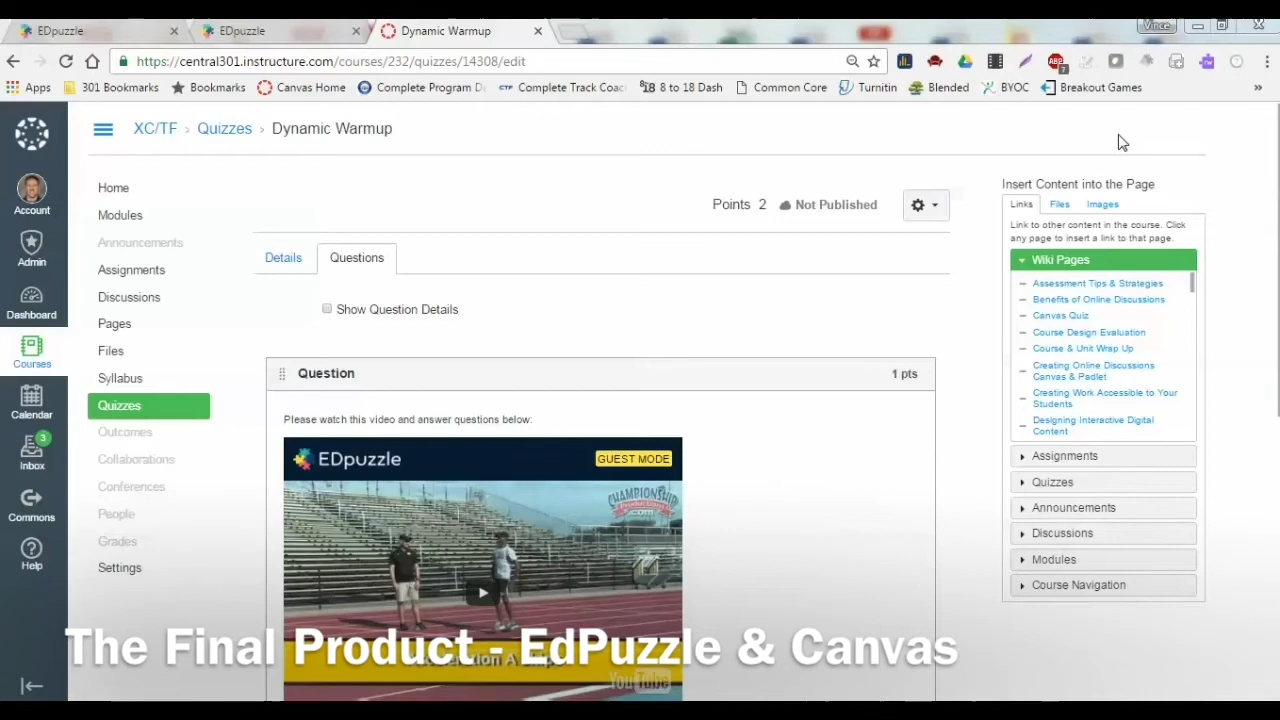 EDpuzzle
EDpuzzle
Dynamic Warmup
Vince
https://central301.instructure.com/courses/232/quizzes/14308/edit
Apps
301 Bookmarks
Bookmarks
Canvas Home
Complete Program De
CTF Complete Track Coac
8 to 18 Dash
Common Core
Turnitin
Blended
BYOC
Breakout Games
»
XC/TF › Quizzes › Dynamic Warmup
Account
Admin
Dashboard
Courses
Calendar
3
Inbox
Commons
Help
Home
Modules
Announcements
Assignments
Discussions
Pages
Files
Syllabus
Quizzes
Outcomes
Collaborations
Conferences
People
Grades
Settings
Points 2 Not Published
Details
Questions
Show Question Details
Question
1 pts
Please watch this video and answer questions below:
EDpuzzle
GUEST MODE
CHAMPIONSHIP
.COM
YouTube
The Final Product - EdPuzzle & Canvas
Insert Content into the Page
Links Files Images
Link to other content in the course. Click
any page to insert a link to that page.
Wiki Pages
Assessment Tips & Strategies
Benefits of Online Discussions
Canvas Quiz
Course Design Evaluation
Course & Unit Wrap Up
Creating Online Discussions
Canvas & Padlet
Creating Work Accessible to Your
Students
Designing Interactive Digital
Content
Assignments
Quizzes
Announcements
Discussions
Modules
Course Navigation